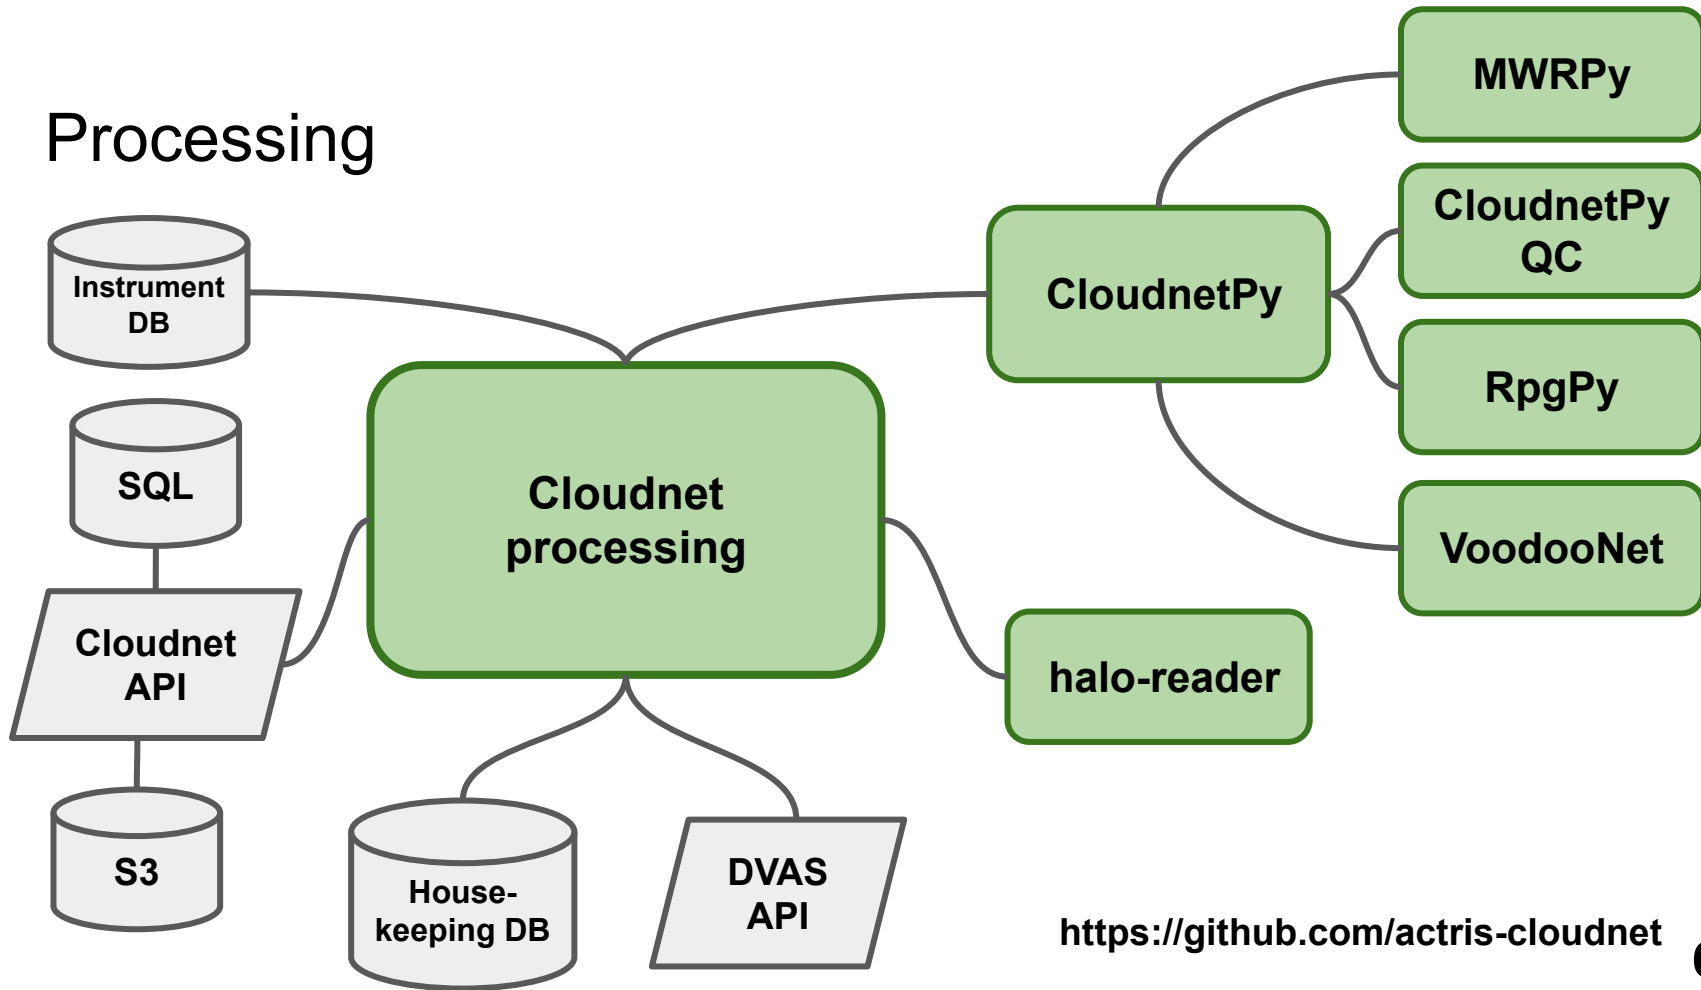 Processing
Instrument
DB
SQL
Cloudnet
API
S3
Cloudnet
processing
House-
keeping DB
DVAS
API
CloudnetPy
halo-reader
MWRPy
CloudnetPy
QC
RpgPy
VoodooNet
https://github.com/actris-cloudnet